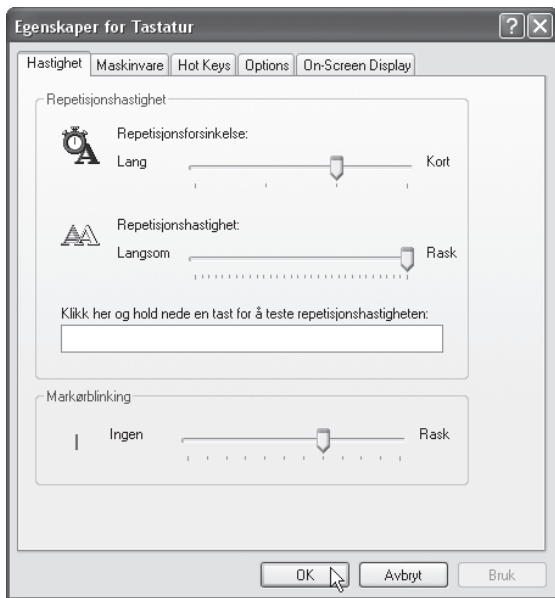 Egenskaper for Tastatur
Hastighet Maskinvare Hot Keys Options On-Screen Display
Repetisjonshastighet
Repetisjonsforsinkelse:
Lang Kort
Repetisjonshastighet:
Langsom Rask
Klikk her og hold nede en tast for å teste repetisjonshastigheten:
Markørblinking
Ingen Rask
OK Avbryt Bruk